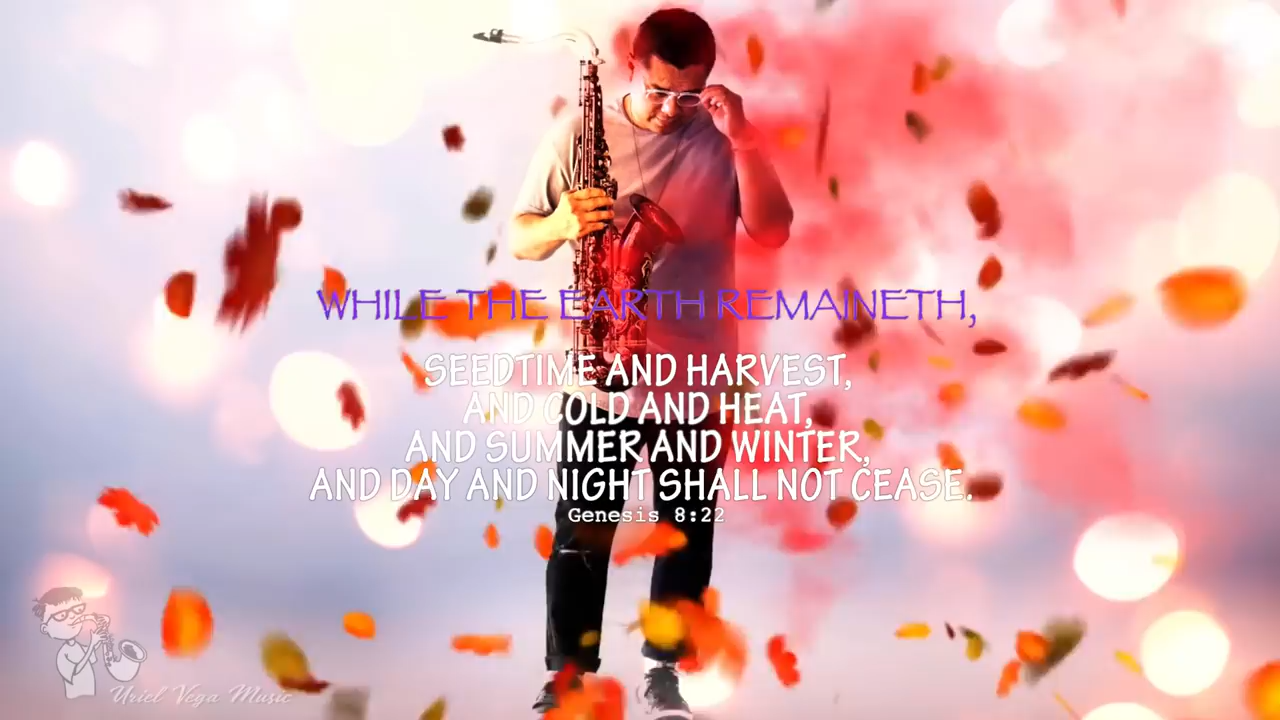 WHILE THE EARTH REMAINETH,
SEEDTIME AND HARVEST,
AND COLD AND HEAT,
AND SUMMER AND WINTER,
AND DAY AND NIGHT SHALL NOT CEASE.
Genesis 8:22
Uriel Vega Music